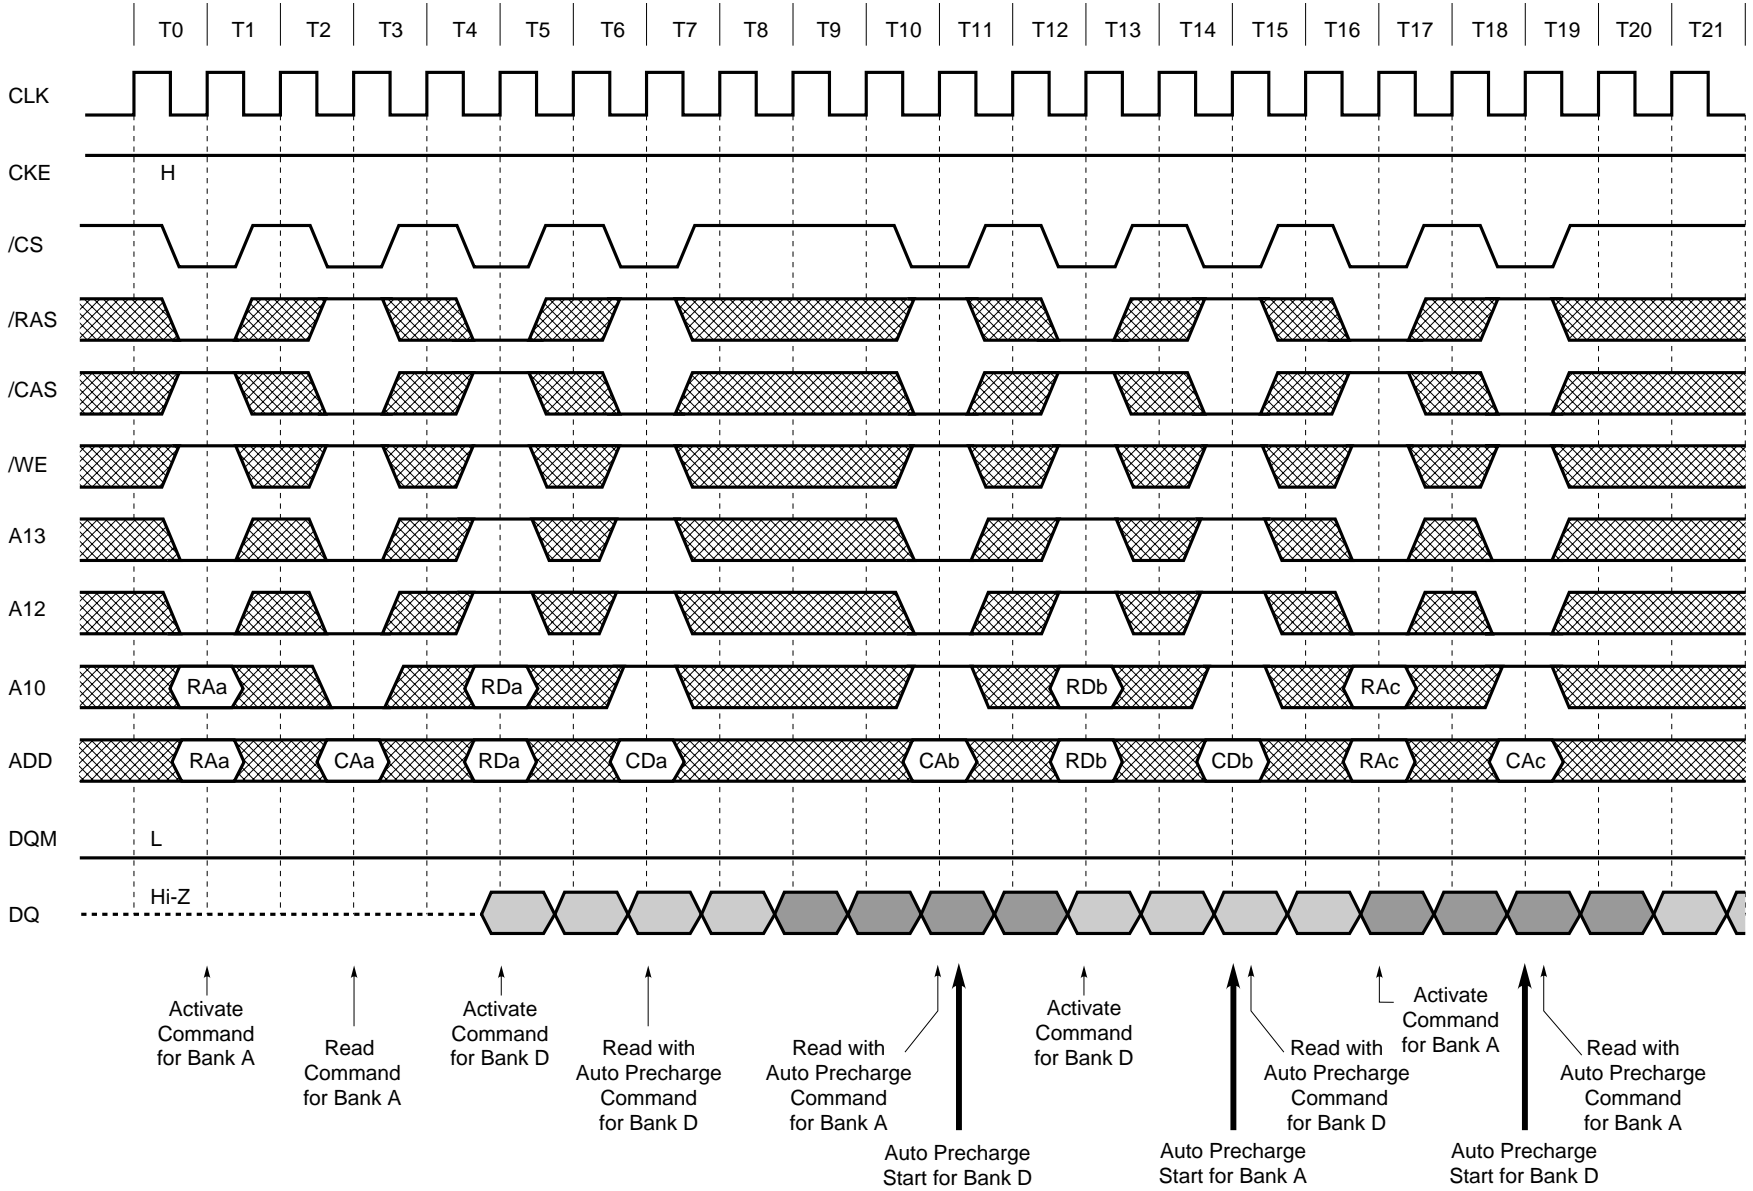 T0 T1 T2 T3 T4 T5 T6 T7 T8 T9 T10 T11 T12 T13 T14 T15 T16 T17 T18 T19 T20 T21
CLK
CKE H
/CS
/RAS
/CAS
/WE
A13
A12
A10 RAa RDa RDb RAc
ADD RAa CAa RDa CDa CAb RDb CDb RAc CAc
DQM L
DQ Hi-Z
Activate
Command
for Bank A
Read
Command
for Bank A
Activate
Command
for Bank D
Read with
Auto Precharge
Command
for Bank D
Read with
Auto Precharge
Command
for Bank A
Auto Precharge
Start for Bank D
Activate
Command
for Bank D
Auto Precharge
Start for Bank A
Read with
Auto Precharge
Command
for Bank D
Activate
Command
for Bank A
Auto Precharge
Start for Bank D
Read with
Auto Precharge
Command
for Bank A